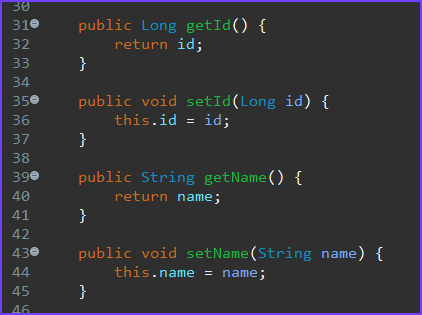 30
31 public Long getId() {
32 return id;
33 }
34
35 public void setId(Long id) {
36 this.id = id;
37 }
38
39 public String getName() {
40 return name;
41 }
42
43 public void setName(String name) {
44 this.name = name;
45 }
46